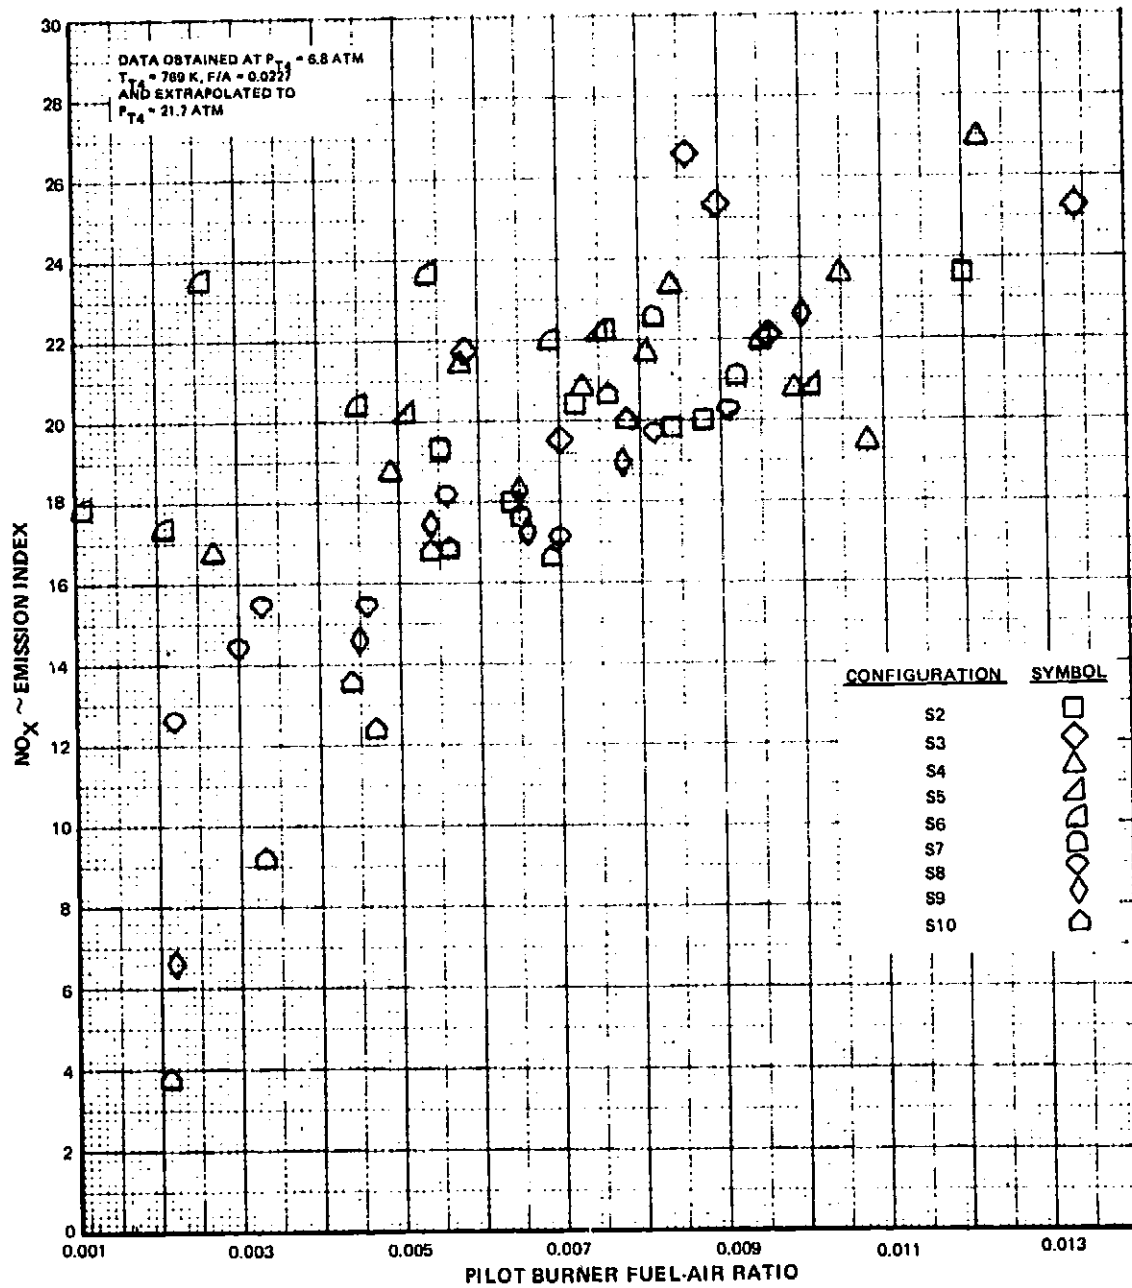 30
28
26
24
22
20
18
16
14
12
10
8
6
4
2
0
NOX ~ EMISSION INDEX
DATA OBTAINED AT PT4 = 6.8 ATM
TT4 = 769 K, F/A = 0.0227
AND EXTRAPOLATED TO
PT4 = 21.7 ATM
CONFIGURATION SYMBOL
S2
S3
S4
S5
S6
S7
S8
S9
S10
0.001 0.003 0.005 0.007 0.009 0.011 0.013
PILOT BURNER FUEL-AIR RATIO